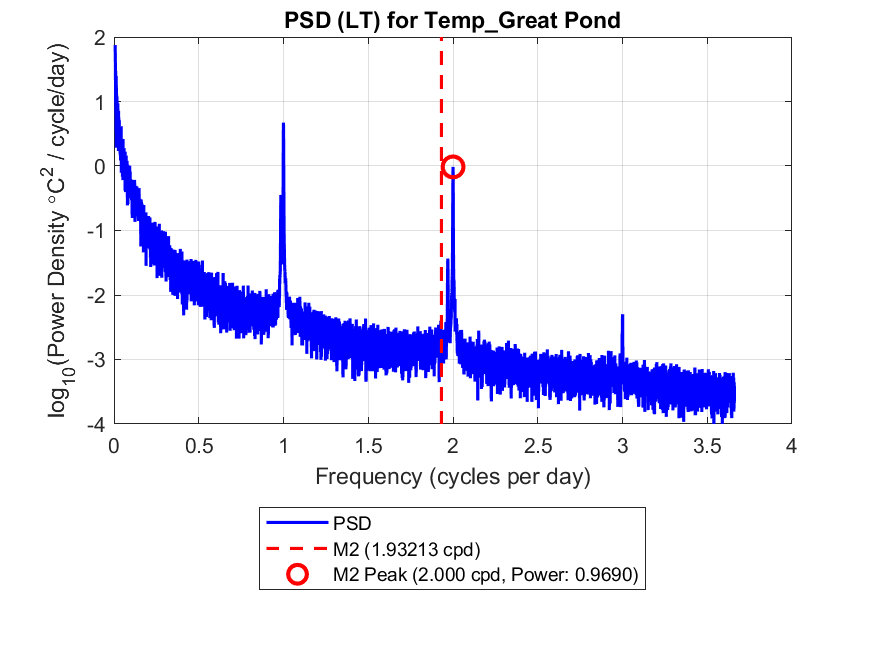 PSD (LT) for Temp_Great Pond
log10(Power Density °C2 / cycle/day)
2
1
0
-1
-2
-3
-4
0
0.5
1
1.5
2
2.5
3
3.5
4
Frequency (cycles per day)
PSD
M2 (1.93213 cpd)
M2 Peak (2.000 cpd, Power: 0.9690)